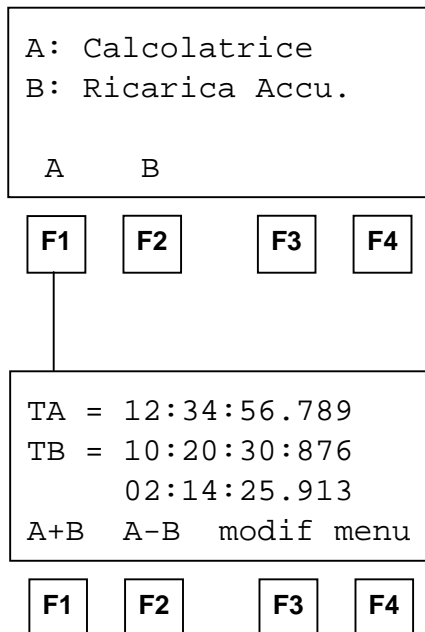 A: Calcolatrice
B: Ricarica Accu.
A B
F1 F2 F3 F4
TA = 12:34:56.789
TB = 10:20:30:876
02:14:25.913
A+B A-B modif menu
F1 F2 F3 F4